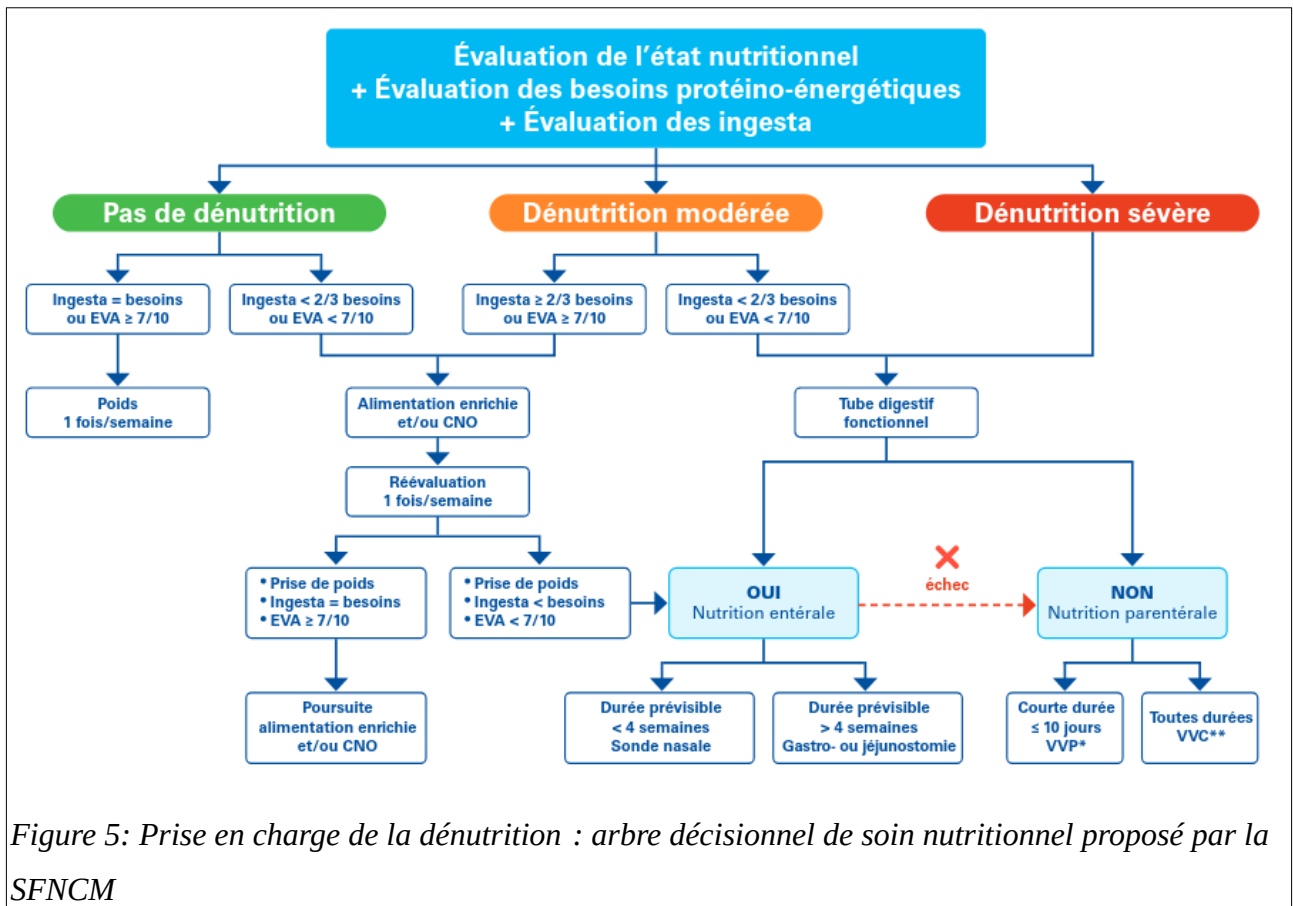 Évaluation de l'état nutritionnel
+ Évaluation des besoins protéino-énergétiques
+ Évaluation des ingesta
Pas de dénutrition
Dénutrition modérée
Dénutrition sévère
Ingesta = besoins
ou EVA ≥ 7/10
Ingesta < 2/3 besoins
ou EVA < 7/10
Ingesta ≥ 2/3 besoins
ou EVA ≥ 7/10
Ingesta < 2/3 besoins
ou EVA < 7/10
Poids
1 fois/semaine
Alimentation enrichie
et/ou CNO
Tube digestif
fonctionnel
Réévaluation
1 fois/semaine
• Prise de poids
• Ingesta = besoins
• EVA ≥ 7/10
• Prise de poids
• Ingesta < besoins
• EVA < 7/10
OUI
Nutrition entérale
échec
NON
Nutrition parentérale
Poursuite
alimentation enrichie
et/ou CNO
Durée prévisible
< 4 semaines
Sonde nasale
Durée prévisible
> 4 semaines
Gastro- ou jéjunostomie
Courte durée
≤ 10 jours
VVP*
Toutes durées
VVC**
Figure 5: Prise en charge de la dénutrition : arbre décisionnel de soin nutritionnel proposé par la
SFNCM